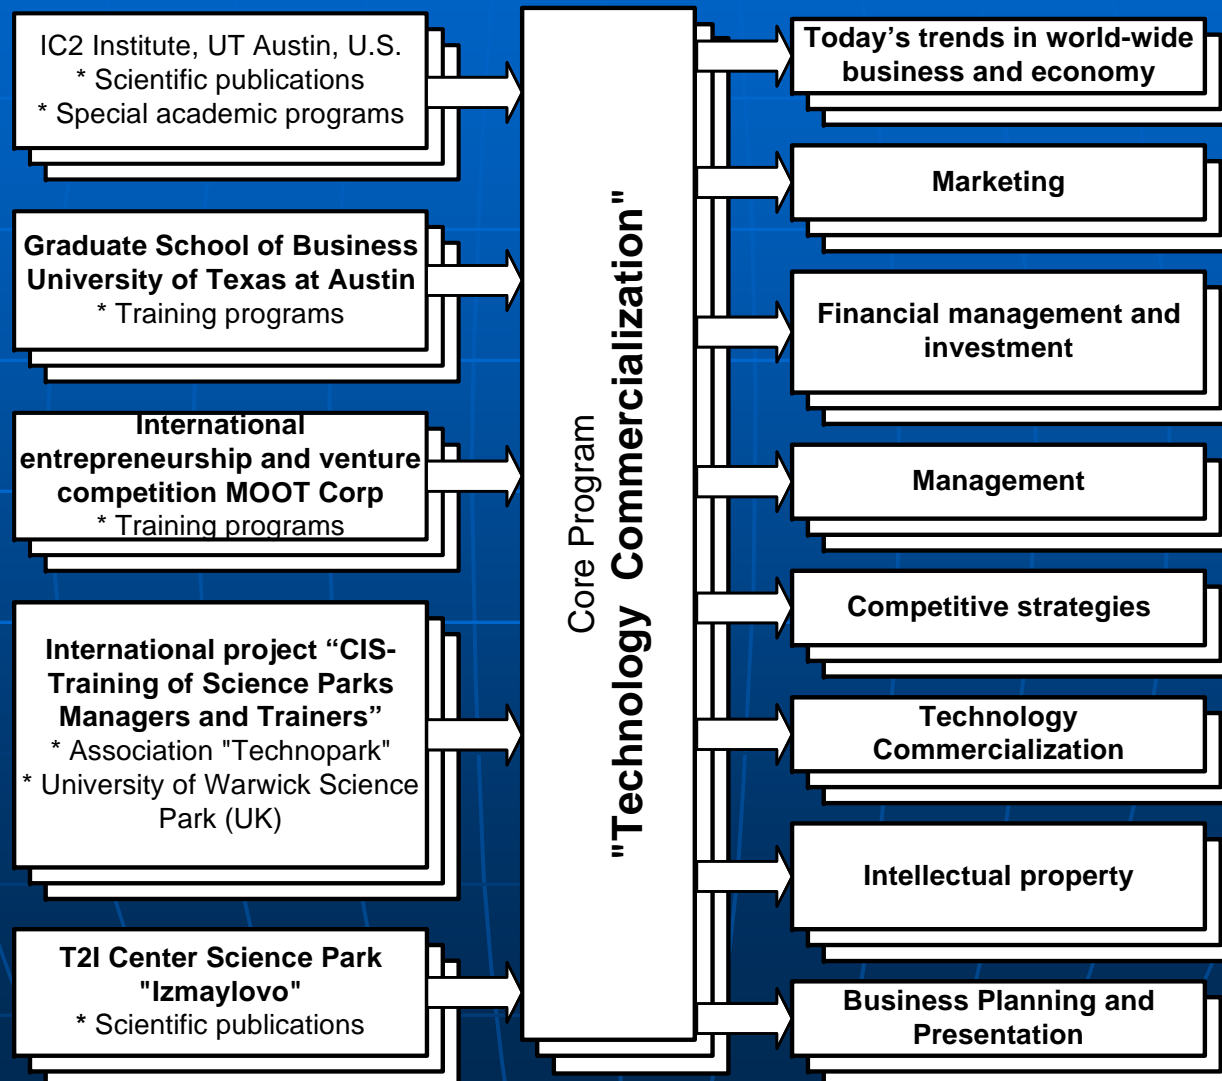 IC2 Institute, UT Austin, U.S.
* Scientific publications
* Special academic programs
Graduate School of Business
University of Texas at Austin
* Training programs
International
entrepreneurship and venture
competition MOOT Corp
* Training programs
International project “CIS-
Training of Science Parks
Managers and Trainers”
* Association "Technopark"
* University of Warwick Science
Park (UK)
T2I Center Science Park
"Izmaylovo"
* Scientific publications
Core Program
"Technology Commercialization"
Today’s trends in world-wide
business and economy
Marketing
Financial management and
investment
Management
Competitive strategies
Technology
Commercialization
Intellectual property
Business Planning and
Presentation